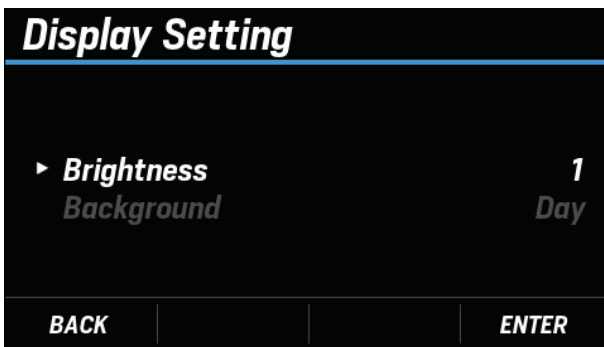 Display Setting
Brightness 1
Background Day
BACK ENTER